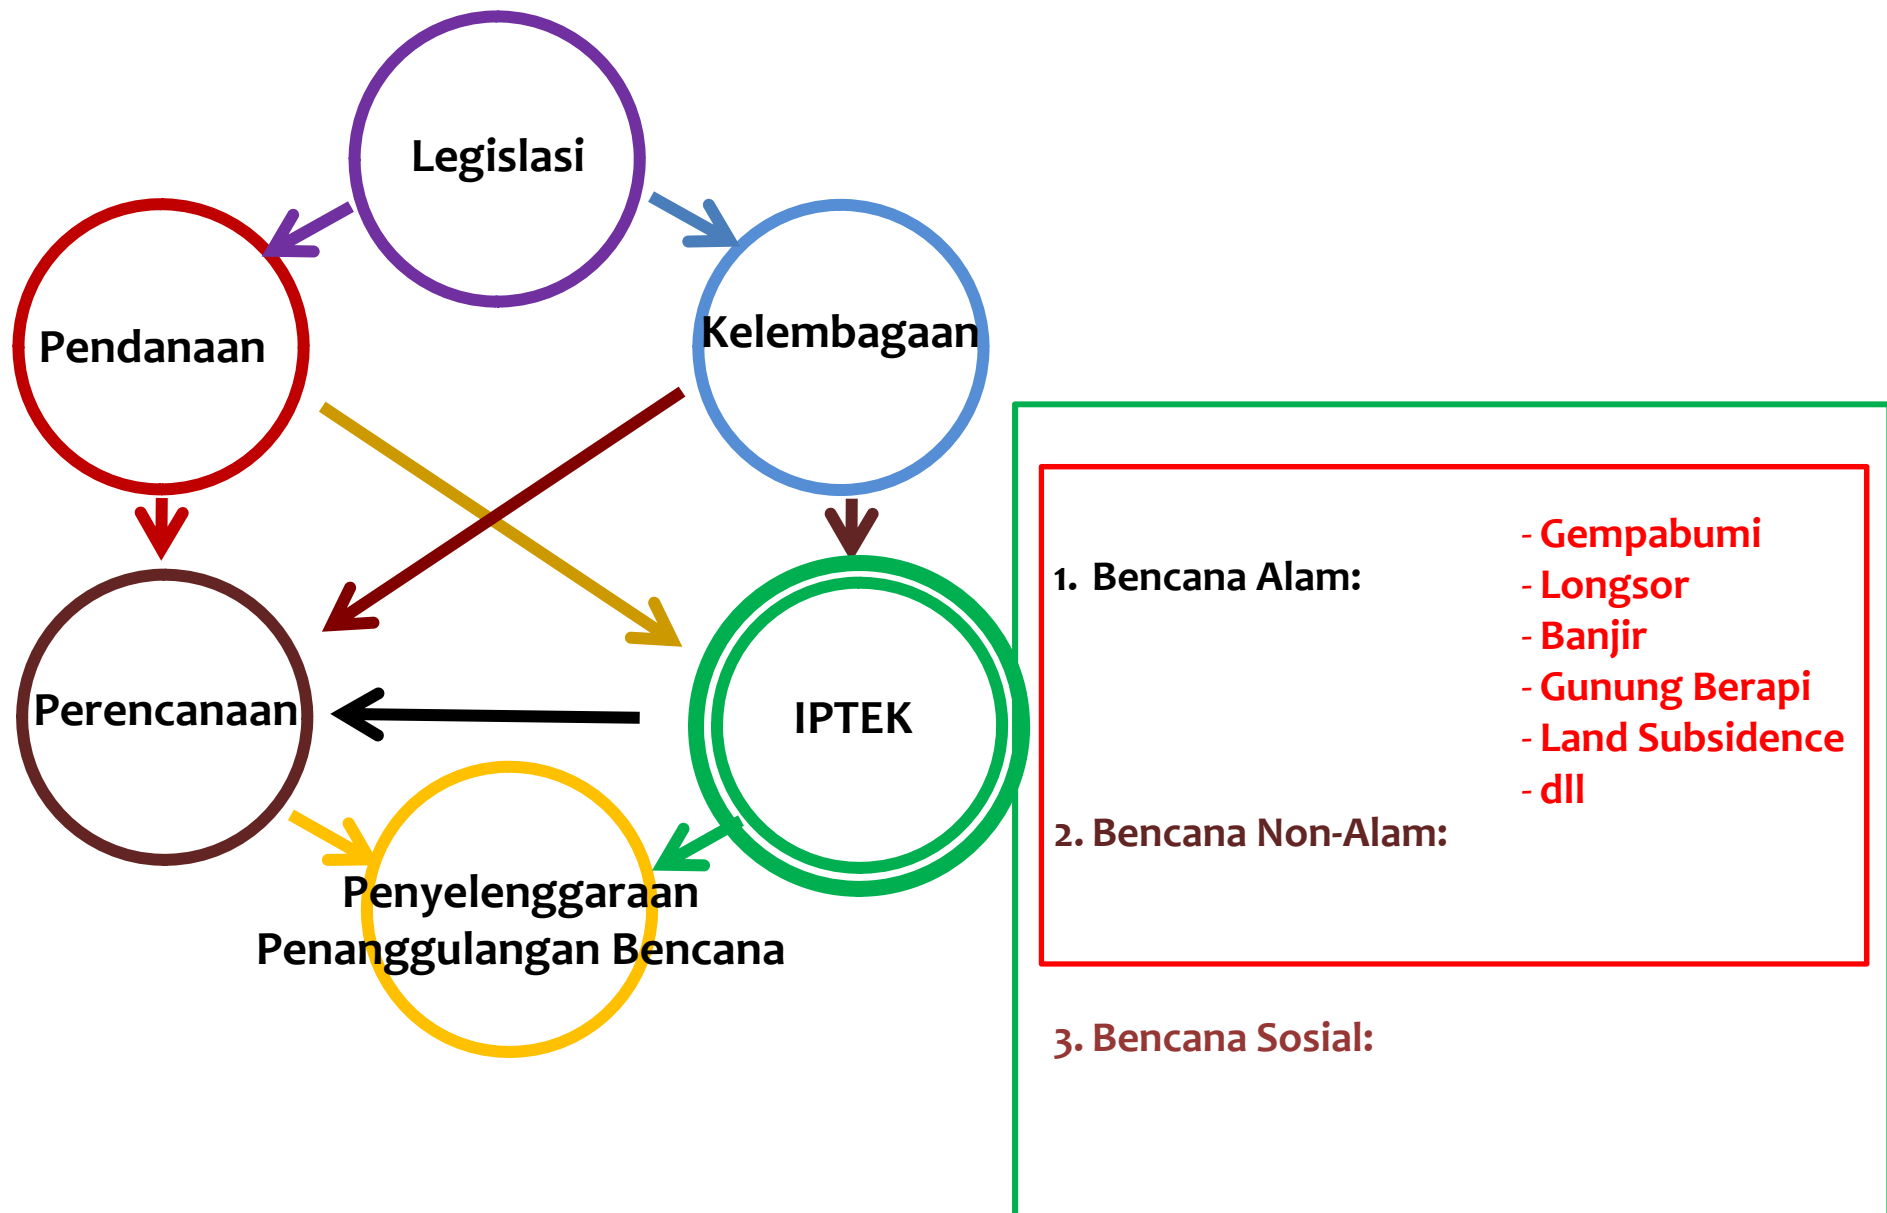 Legislasi
Pendanaan
Kelembagaan
Perencanaan
IPTEK
Penyelenggaraan
Penanggulangan Bencana
1. Bencana Alam:
- Gempabumi
- Longsor
- Banjir
- Gunung Berapi
- Land Subsidence
- dll
2. Bencana Non-Alam:
3. Bencana Sosial: